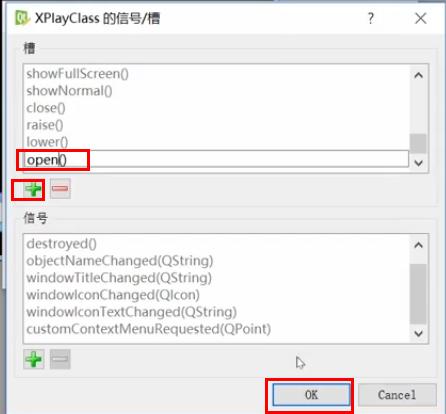 XPlayClass 的信号/槽
?
槽
showFullScreen()
showNormal()
close()
raise()
lower()
open()
信号
destroyed()
objectNameChanged(QString)
windowTitleChanged(QString)
windowIconChanged(QIcon)
windowIconTextChanged(QString)
customContextMenuRequested(QPoint)
OK
Cancel